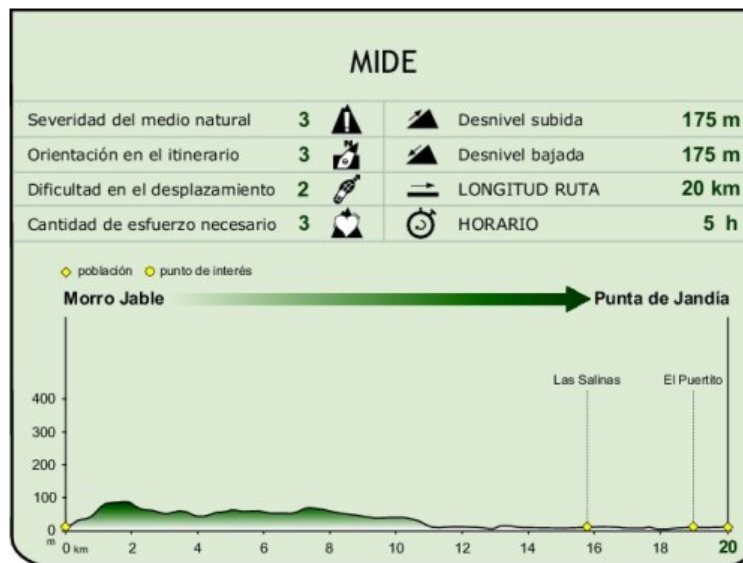 MIDE
Severidad del medio natural 3
Orientación en el itinerario 3
Dificultad en el desplazamiento 2
Cantidad de esfuerzo necesario 3
Desnivel subida 175 m
Desnivel bajada 175 m
LONGITUD RUTA 20 km
HORARIO 5 h
población punto de interés
Morro Jable Punta de Jandía
Las Salinas El Puertito
400
300
200
100
0
m
0 km 2 4 6 8 10 12 14 16 18 20